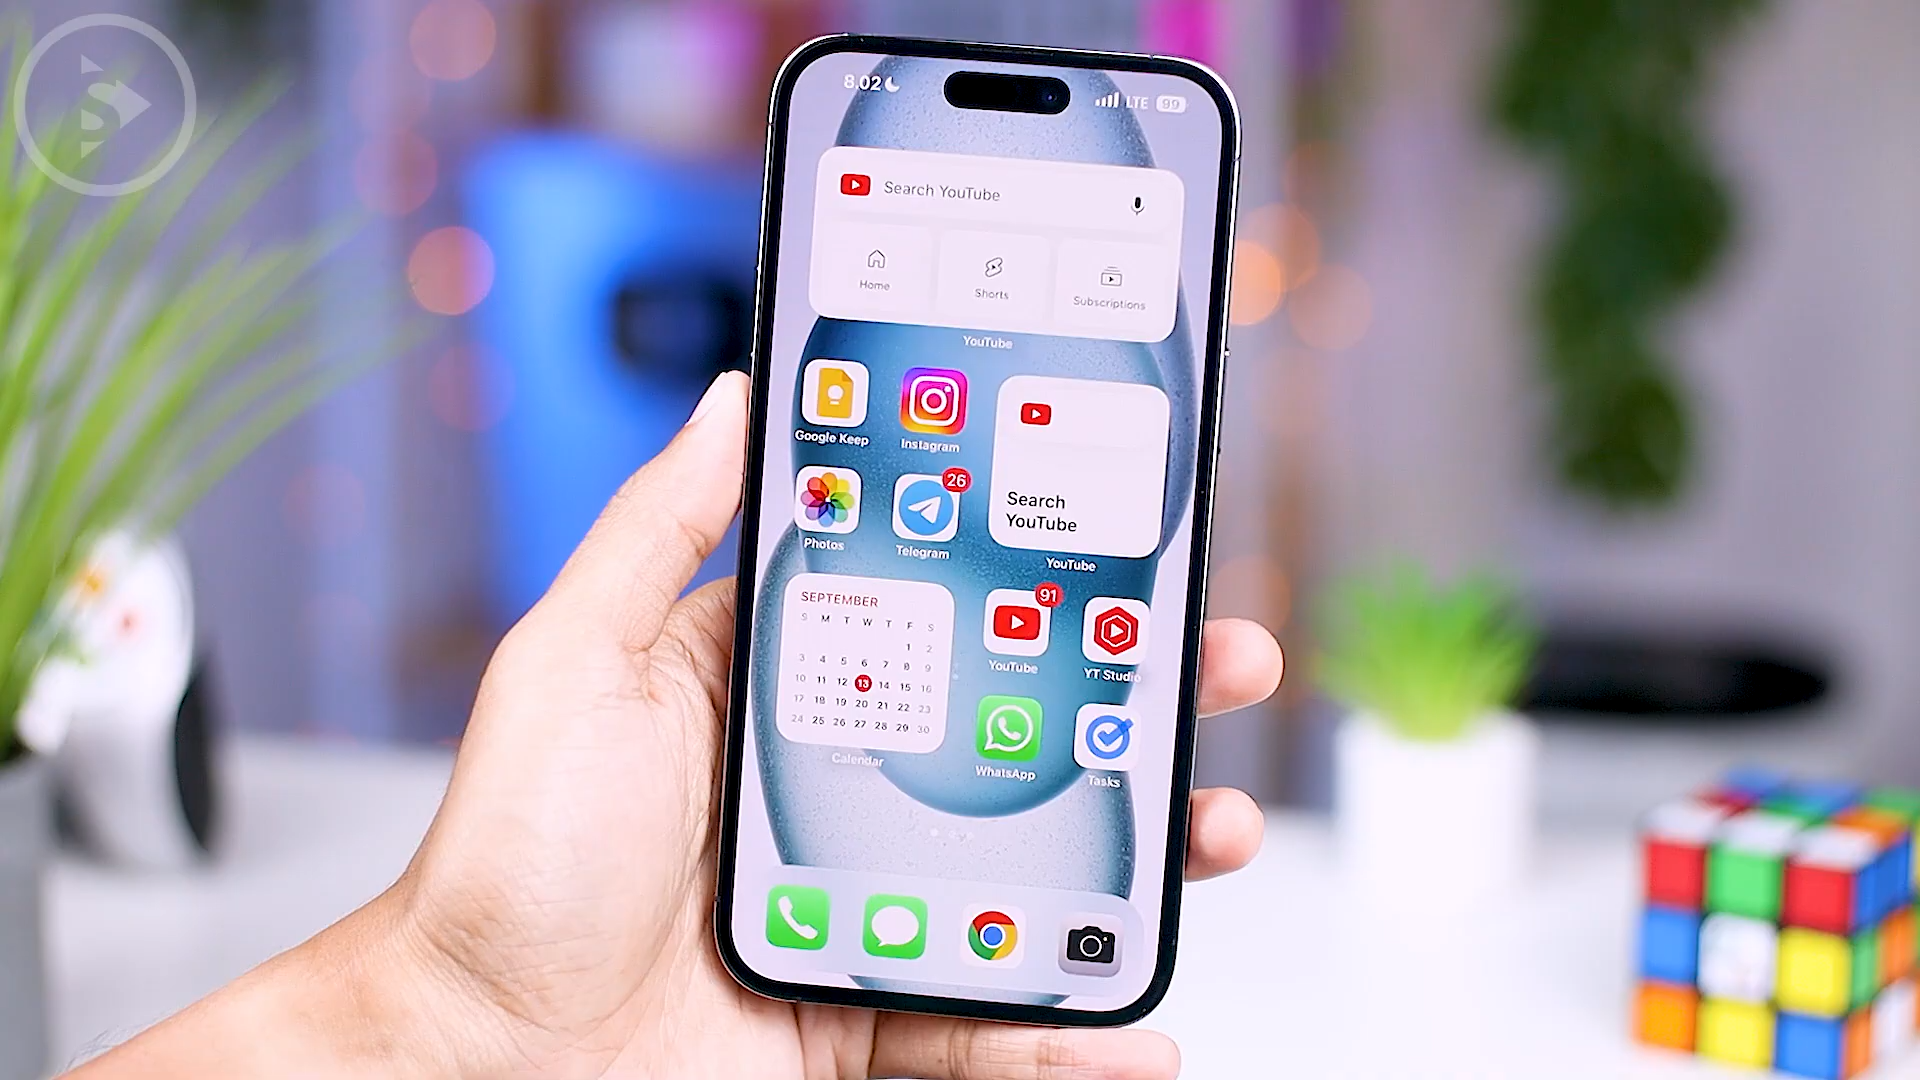 S
8.02
LTE 99
Search YouTube
Home
Shorts
Subscriptions
YouTube
Google Keep
Instagram
Search
YouTube
26
Photos
Telegram
YouTube
SEPTEMBER
S M T W T F S
1 2
3 4 5 6 7 8 9
10 11 12 13 14 15 16
17 18 19 20 21 22 23
24 25 26 27 28 29 30
Calendar
91
YouTube
YT Studio
WhatsApp
Tasks